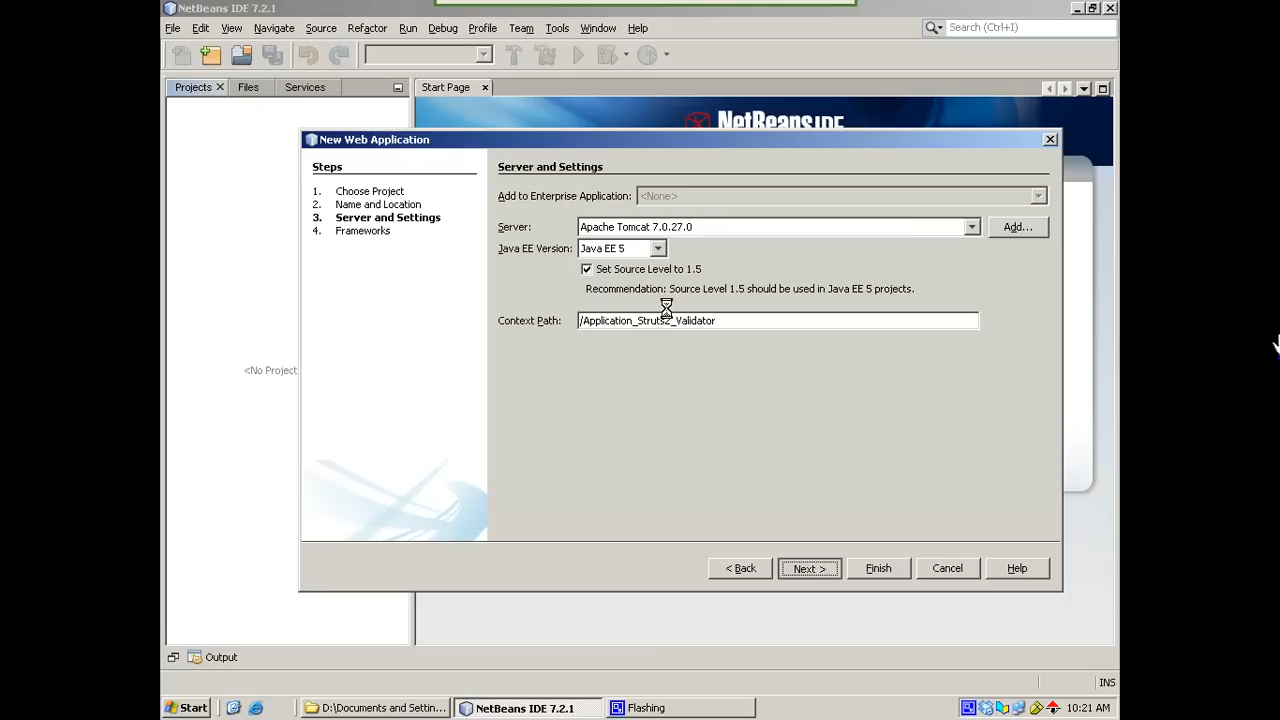 NetBeans IDE 7.2.1
File Edit View Navigate Source Refactor Run Debug Profile Team Tools Window Help
Search (Ctrl+I)
Projects Files Services
Start Page
NetBeans IDE
New Web Application
Steps
1. Choose Project
2. Name and Location
3. Server and Settings
4. Frameworks
Server and Settings
Add to Enterprise Application: <None>
Server: Apache Tomcat 7.0.27.0 Add...
Java EE Version: Java EE 5
Set Source Level to 1.5
Recommendation: Source Level 1.5 should be used in Java EE 5 projects.
Context Path: /Application_Struts2_Validator
<No Project
< Back Next > Finish Cancel Help
Output
INS
Start D:\Documents and Settin... NetBeans IDE 7.2.1 Flashing 10:21 AM